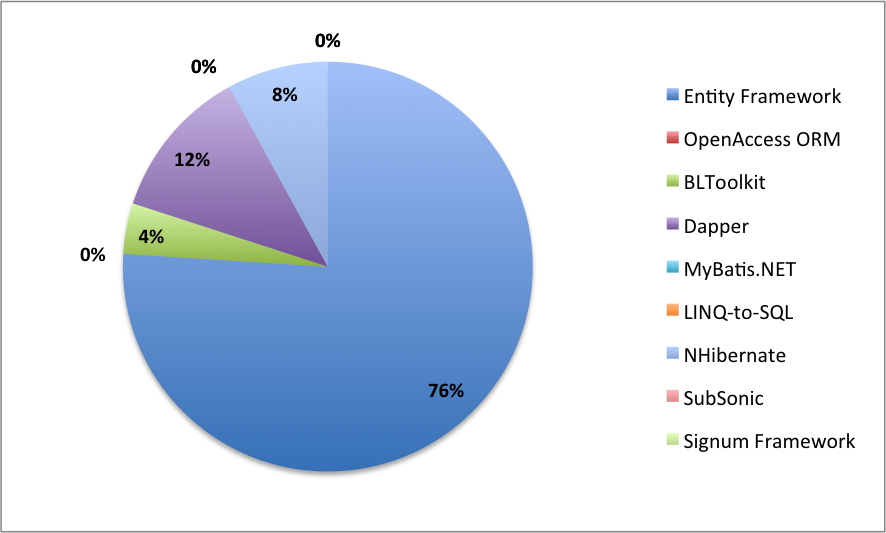 0%
0%
8%
12%
4%
0%
76%
Entity Framework
OpenAccess ORM
BLToolkit
Dapper
MyBatis.NET
LINQ-to-SQL
NHibernate
SubSonic
Signum Framework